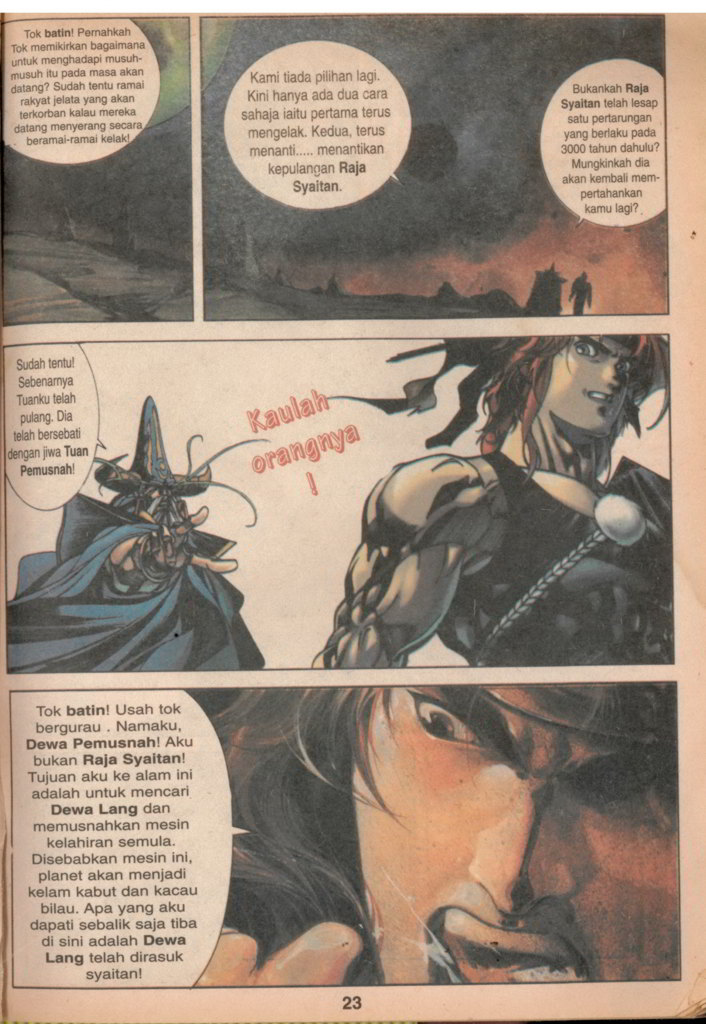 Tok batin! Pernahkah
Tok memikirkan bagaimana
untuk menghadapi musuh-
musuh itu pada masa akan
datang? Sudah tentu ramai
rakyat jelata yang akan
terkorban kalau mereka
datang menyerang secara
beramai-ramai kelak!
Kami tiada pilihan lagi.
Kini hanya ada dua cara
sahaja iaitu pertama terus
mengelak. Kedua, terus
menanti..... menantikan
kepulangan Raja
Syaitan.
Bukankah Raja
Syaitan telah lesap
satu pertarungan
yang berlaku pada
3000 tahun dahulu?
Mungkinkah dia
akan kembali mem-
pertahankan
kamu lagi?
Sudah tentu!
Sebenarnya
Tuanku telah
pulang. Dia
telah bersebati
dengan jiwa Tuan
Pemusnah!
Kaulah
orangnya
!
Tok batin! Usah tok
bergurau . Namaku,
Dewa Pemusnah! Aku
bukan Raja Syaitan!
Tujuan aku ke alam ini
adalah untuk mencari
Dewa Lang dan
memusnahkan mesin
kelahiran semula.
Disebabkan mesin ini,
planet akan menjadi
kelam kabut dan kacau
bilau. Apa yang aku
dapati sebalik saja tiba
di sini adalah Dewa
Lang telah dirasuk
syaitan!
23